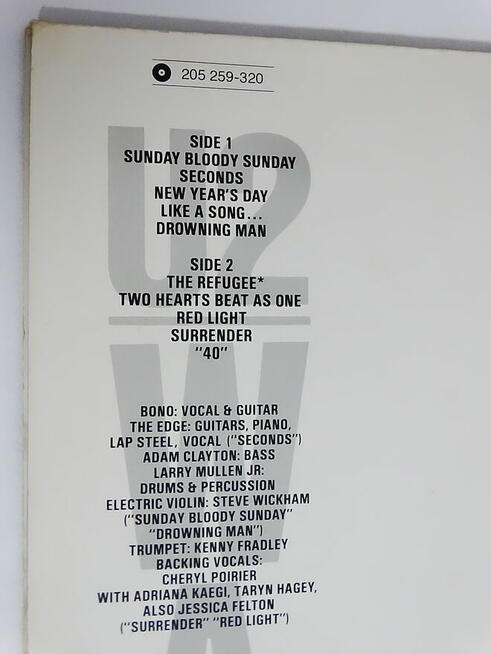 205 259-320
U2
SIDE 1
SUNDAY BLOODY SUNDAY
SECONDS
NEW YEAR'S DAY
LIKE A SONG...
DROWNING MAN
SIDE 2
THE REFUGEE*
TWO HEARTS BEAT AS ONE
RED LIGHT
SURRENDER
"40"
WA
BONO: VOCAL & GUITAR
THE EDGE: GUITARS, PIANO,
LAP STEEL, VOCAL ("SECONDS")
ADAM CLAYTON: BASS
LARRY MULLEN JR:
DRUMS & PERCUSSION
ELECTRIC VIOLIN: STEVE WICKHAM
("SUNDAY BLOODY SUNDAY"
"DROWNING MAN")
TRUMPET: KENNY FRADLEY
BACKING VOCALS:
CHERYL POIRIER
WITH ADRIANA KAEGI, TARYN HAGEY,
ALSO JESSICA FELTON
("SURRENDER" "RED LIGHT")